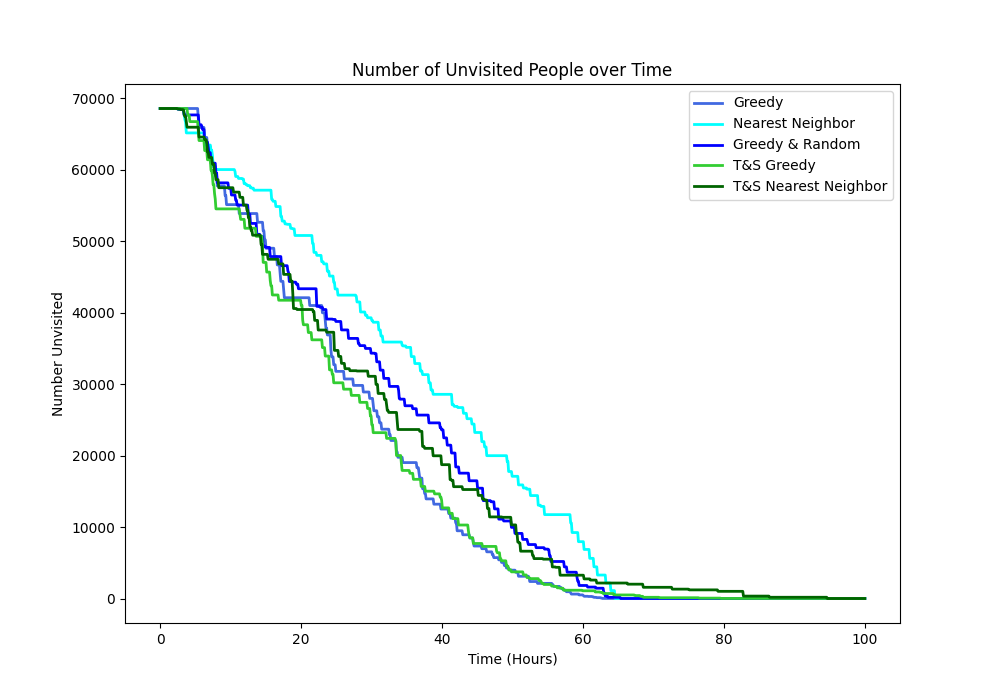 Number of Unvisited People over Time
Number Unvisited
70000
60000
50000
40000
30000
20000
10000
0
Greedy
Nearest Neighbor
Greedy & Random
T&S Greedy
T&S Nearest Neighbor
0 20 40 60 80 100
Time (Hours)